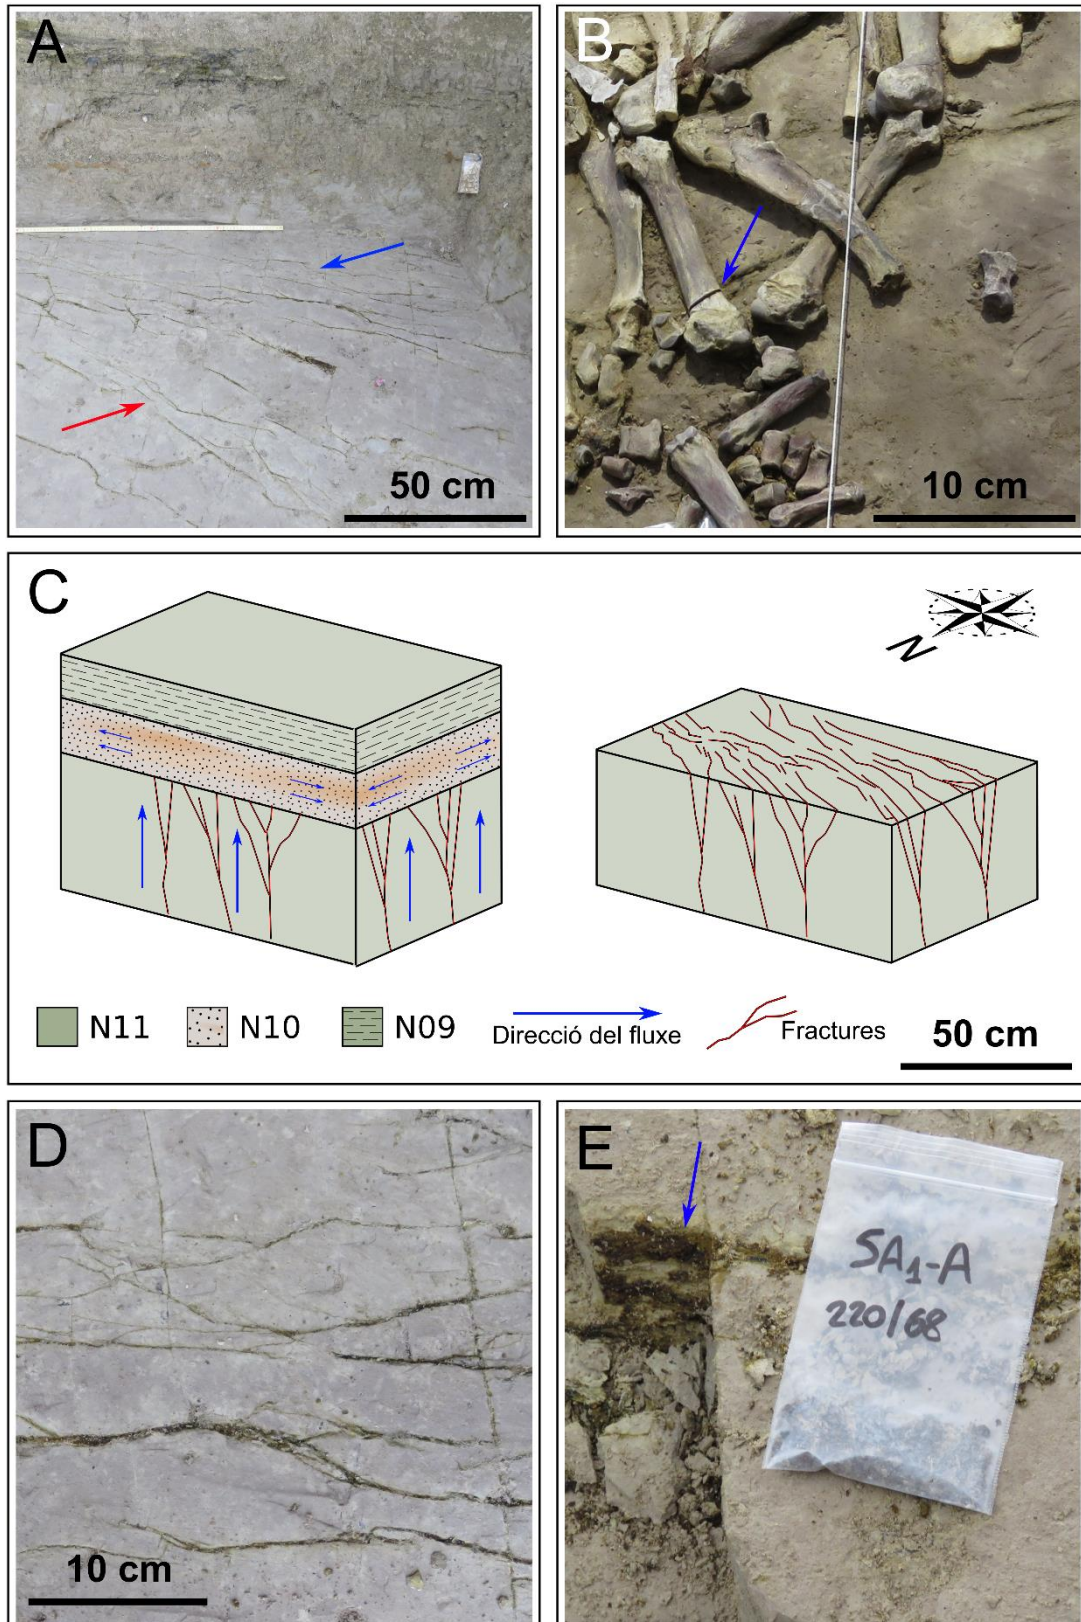 A
50 cm
B
10 cm
C
N
N11
N10
N09
Direcció del fluxe
Fractures
50 cm
D
10 cm
E
SA1-A
220/68